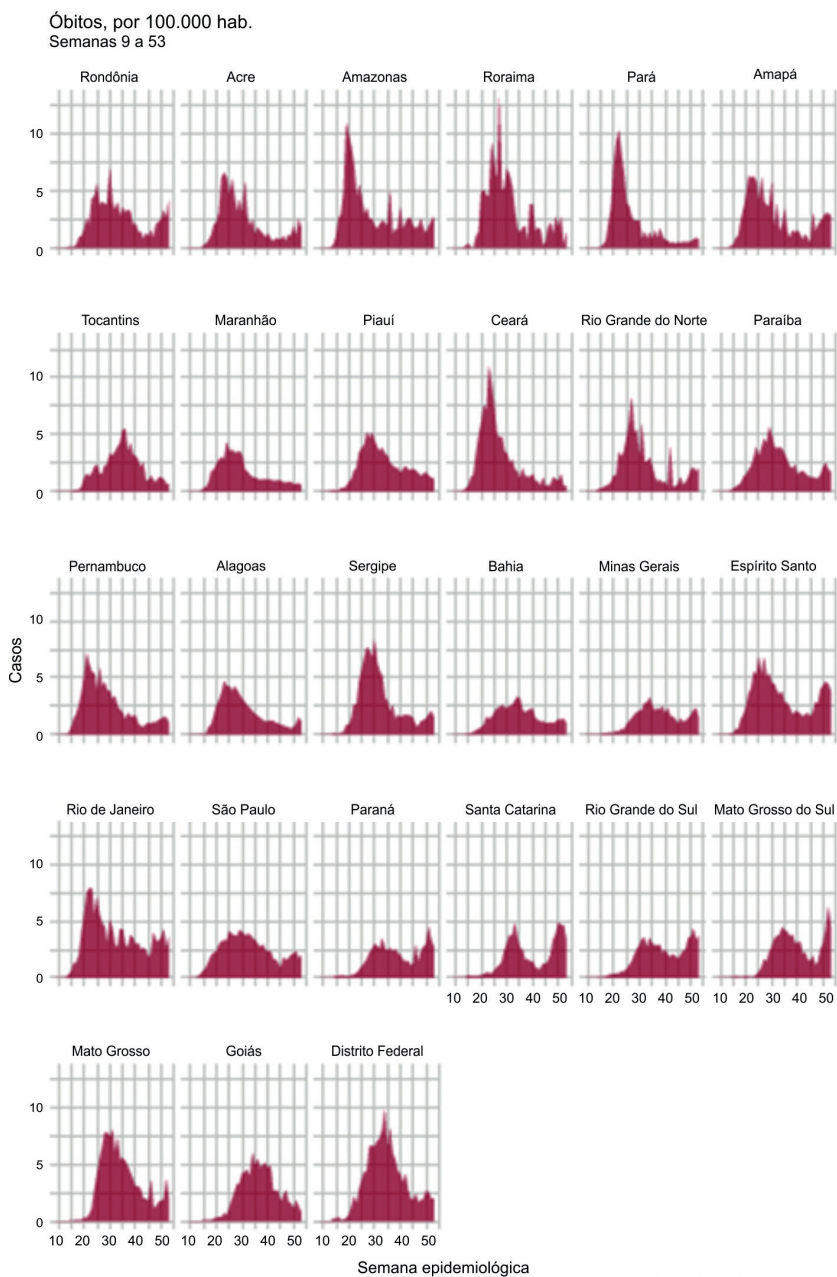 Óbitos, por 100.000 hab.
Semanas 9 a 53
Rondônia Acre Amazonas Roraima Pará Amapá
10
5
0
Tocantins Maranhão Piauí Ceará Rio Grande do Norte Paraíba
10
5
0
Pernambuco Alagoas Sergipe Bahia Minas Gerais Espírito Santo
10
5
0
Casos
Rio de Janeiro São Paulo Paraná Santa Catarina Rio Grande do Sul Mato Grosso do Sul
10
5
0
10 20 30 40 50 10 20 30 40 50 10 20 30 40 50
Mato Grosso Goiás Distrito Federal
10
5
0
10 20 30 40 50 10 20 30 40 50 10 20 30 40 50
Semana epidemiológica